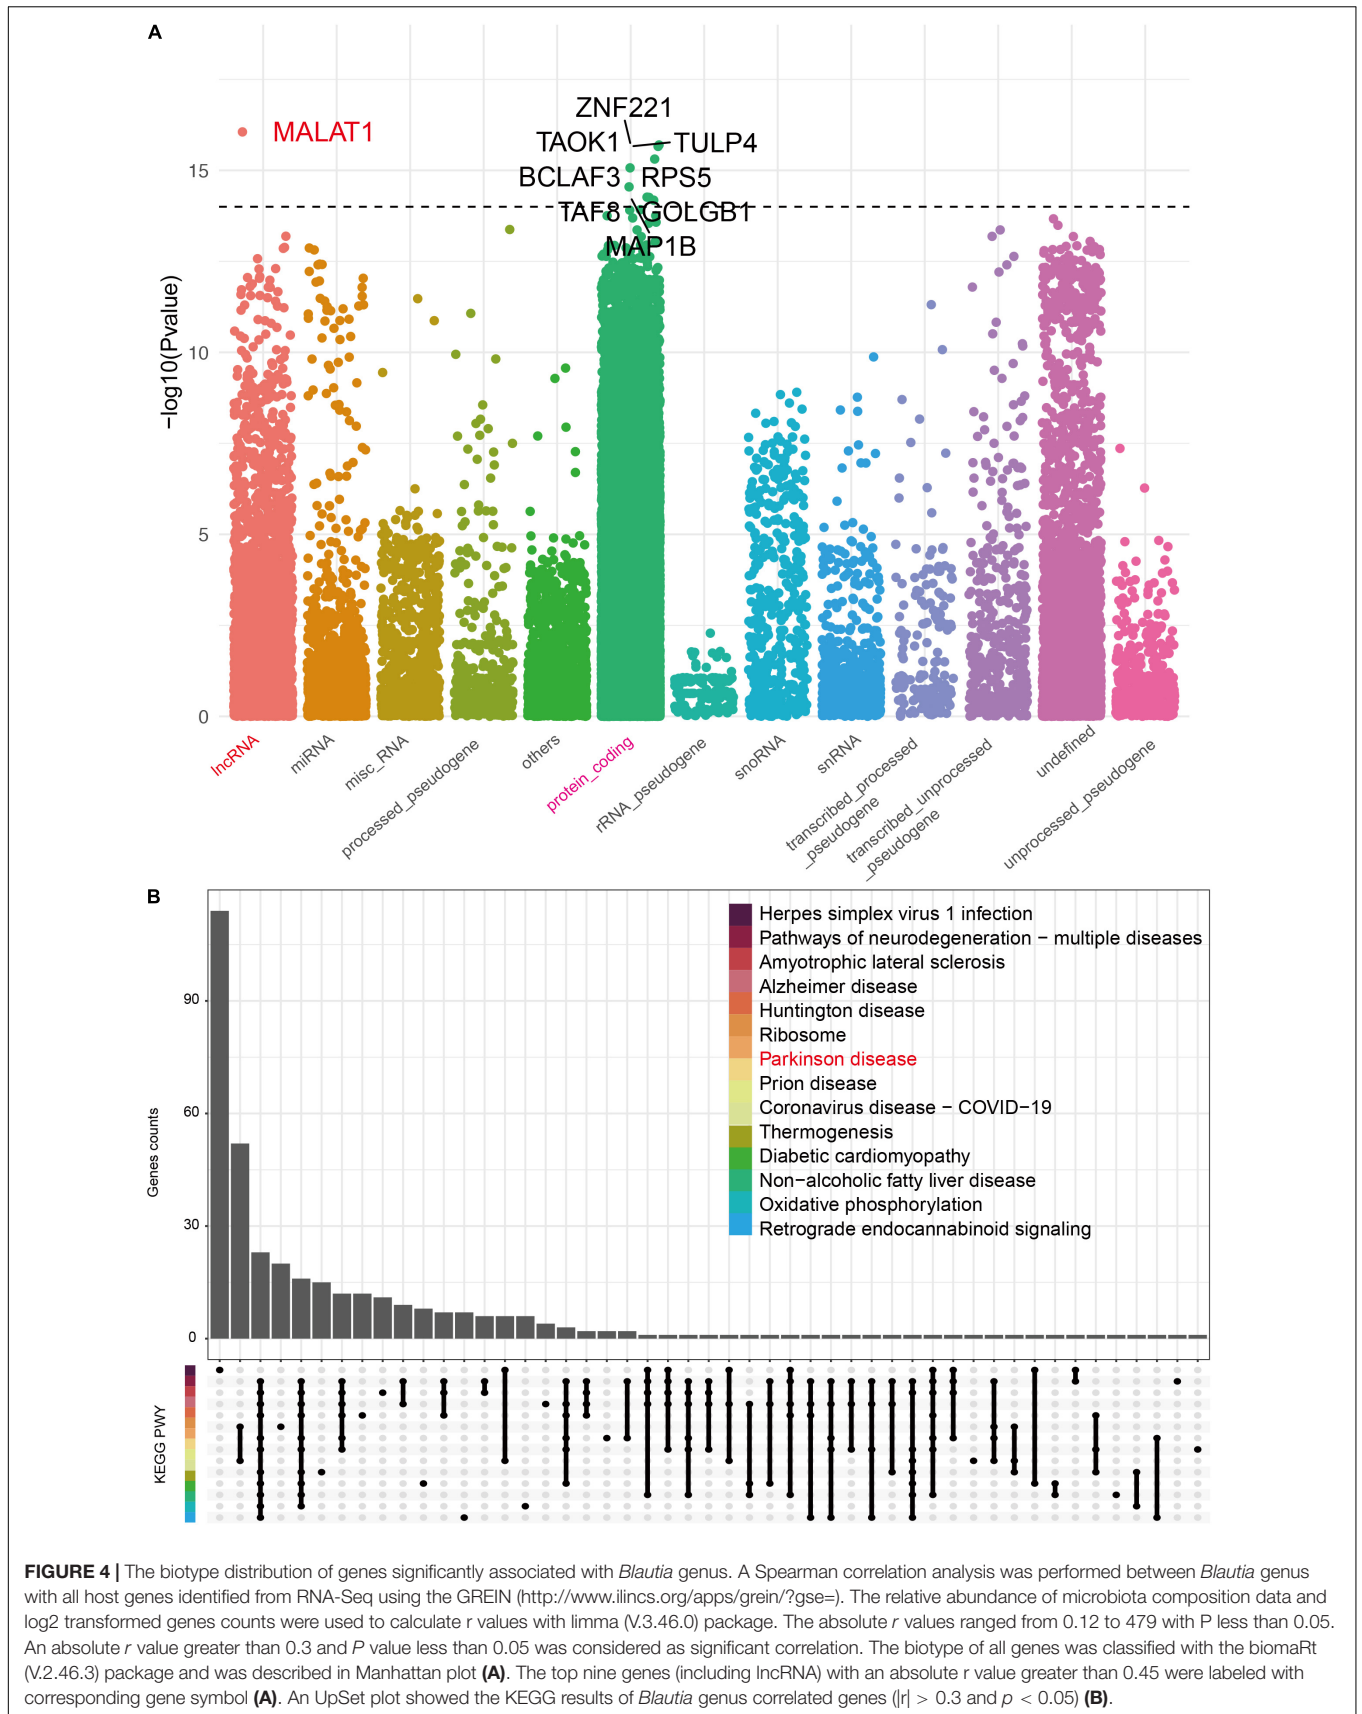 A
ZNF221
MALAT1
TAOK1
TULP4
BCLAF3
RPS5
TAF8
GOLGB1
MAP1B
−log10(Pvalue)
15
10
5
0
lncRNA
miRNA
misc_RNA
processed_pseudogene
others
protein_coding
rRNA_pseudogene
snoRNA
snRNA
transcribed_processed
_pseudogene
transcribed_unprocessed
_pseudogene
undefined
unprocessed_pseudogene
B
Herpes simplex virus 1 infection
Pathways of neurodegeneration − multiple diseases
Amyotrophic lateral sclerosis
Alzheimer disease
Huntington disease
Ribosome
Parkinson disease
Prion disease
Coronavirus disease − COVID−19
Thermogenesis
Diabetic cardiomyopathy
Non−alcoholic fatty liver disease
Oxidative phosphorylation
Retrograde endocannabinoid signaling
Genes counts
90
60
30
0
KEGG PWY
FIGURE 4 | The biotype distribution of genes significantly associated with Blautia genus. A Spearman correlation analysis was performed between Blautia genus
with all host genes identified from RNA-Seq using the GREIN (http://www.ilincs.org/apps/grein/?gse=). The relative abundance of microbiota composition data and
log2 transformed genes counts were used to calculate r values with limma (V.3.46.0) package. The absolute r values ranged from 0.12 to 479 with P less than 0.05.
An absolute r value greater than 0.3 and P value less than 0.05 was considered as significant correlation. The biotype of all genes was classified with the biomaRt
(V.2.46.3) package and was described in Manhattan plot (A). The top nine genes (including lncRNA) with an absolute r value greater than 0.45 were labeled with
corresponding gene symbol (A). An UpSet plot showed the KEGG results of Blautia genus correlated genes (|r| > 0.3 and p < 0.05) (B).